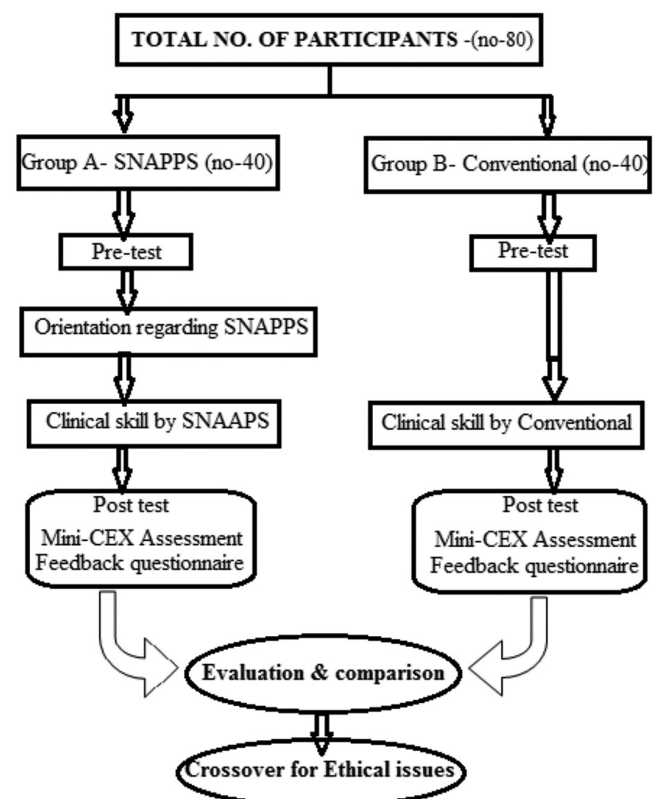 TOTAL NO. OF PARTICIPANTS -(no-80)
Group A- SNAPPS (no-40)
Group B- Conventional (no-40)
Pre-test
Pre-test
Orientation regarding SNAPPS
Clinical skill by SNAAPS
Clinical skill by Conventional
Post test
Mini-CEX Assessment
Feedback questionnaire
Post test
Mini-CEX Assessment
Feedback questionnaire
Evaluation & comparison
Crossover for Ethical issues